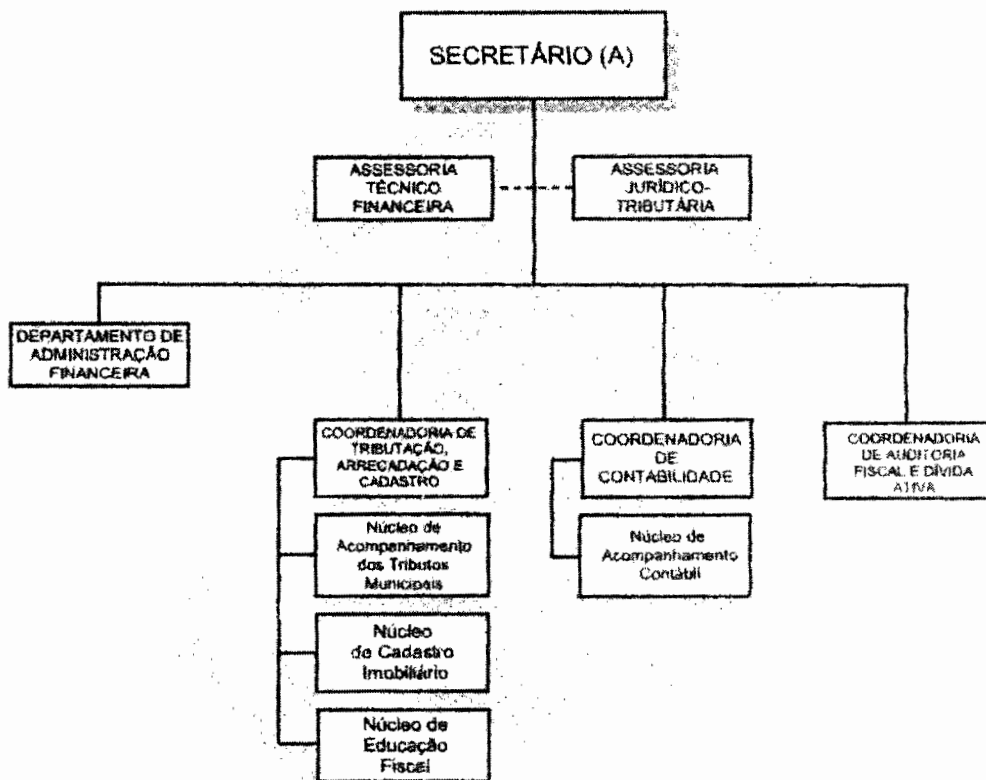 SECRETÁRIO (A)
ASSESSORIA
TÉCNICO
FINANCEIRA
ASSESSORIA
JURÍDICO-
TRIBUTÁRIA
DEPARTAMENTO DE
ADMINISTRAÇÃO
FINANCEIRA
COORDENADORIA DE
TRIBUTAÇÃO,
ARRECADAÇÃO E
CADASTRO
Núcleo de
Acompanhamento
dos Tributos
Municipais
Núcleo
de Cadastro
Imobiliário
Núcleo de
Educação
Fiscal
COORDENADORIA
DE
CONTABILIDADE
Núcleo de
Acompanhamento
Contábil
COORDENADORIA
DE AUDITORIA
FISCAL E DÍVIDA
ATIVA